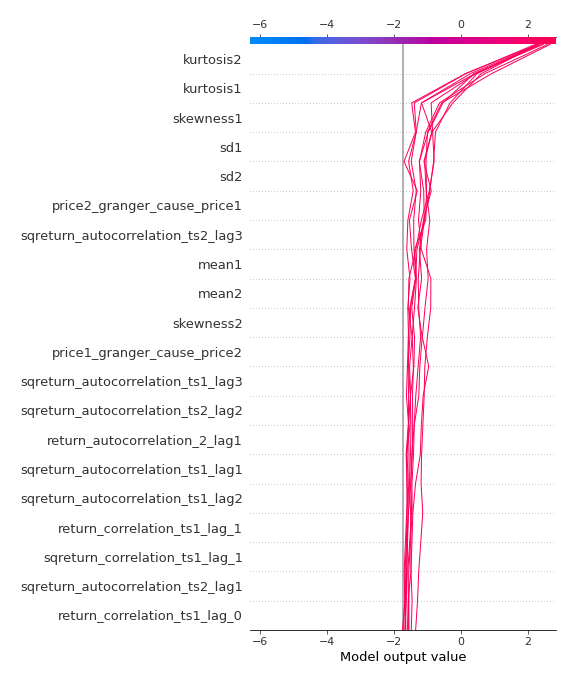 −6 −4 −2 0 2
kurtosis2
kurtosis1
skewness1
sd1
sd2
price2_granger_cause_price1
sqreturn_autocorrelation_ts2_lag3
mean1
mean2
skewness2
price1_granger_cause_price2
sqreturn_autocorrelation_ts1_lag3
sqreturn_autocorrelation_ts2_lag2
return_autocorrelation_2_lag1
sqreturn_autocorrelation_ts1_lag1
sqreturn_autocorrelation_ts1_lag2
return_correlation_ts1_lag_1
sqreturn_correlation_ts1_lag_1
sqreturn_autocorrelation_ts2_lag1
return_correlation_ts1_lag_0
−6 −4 −2 0 2
Model output value